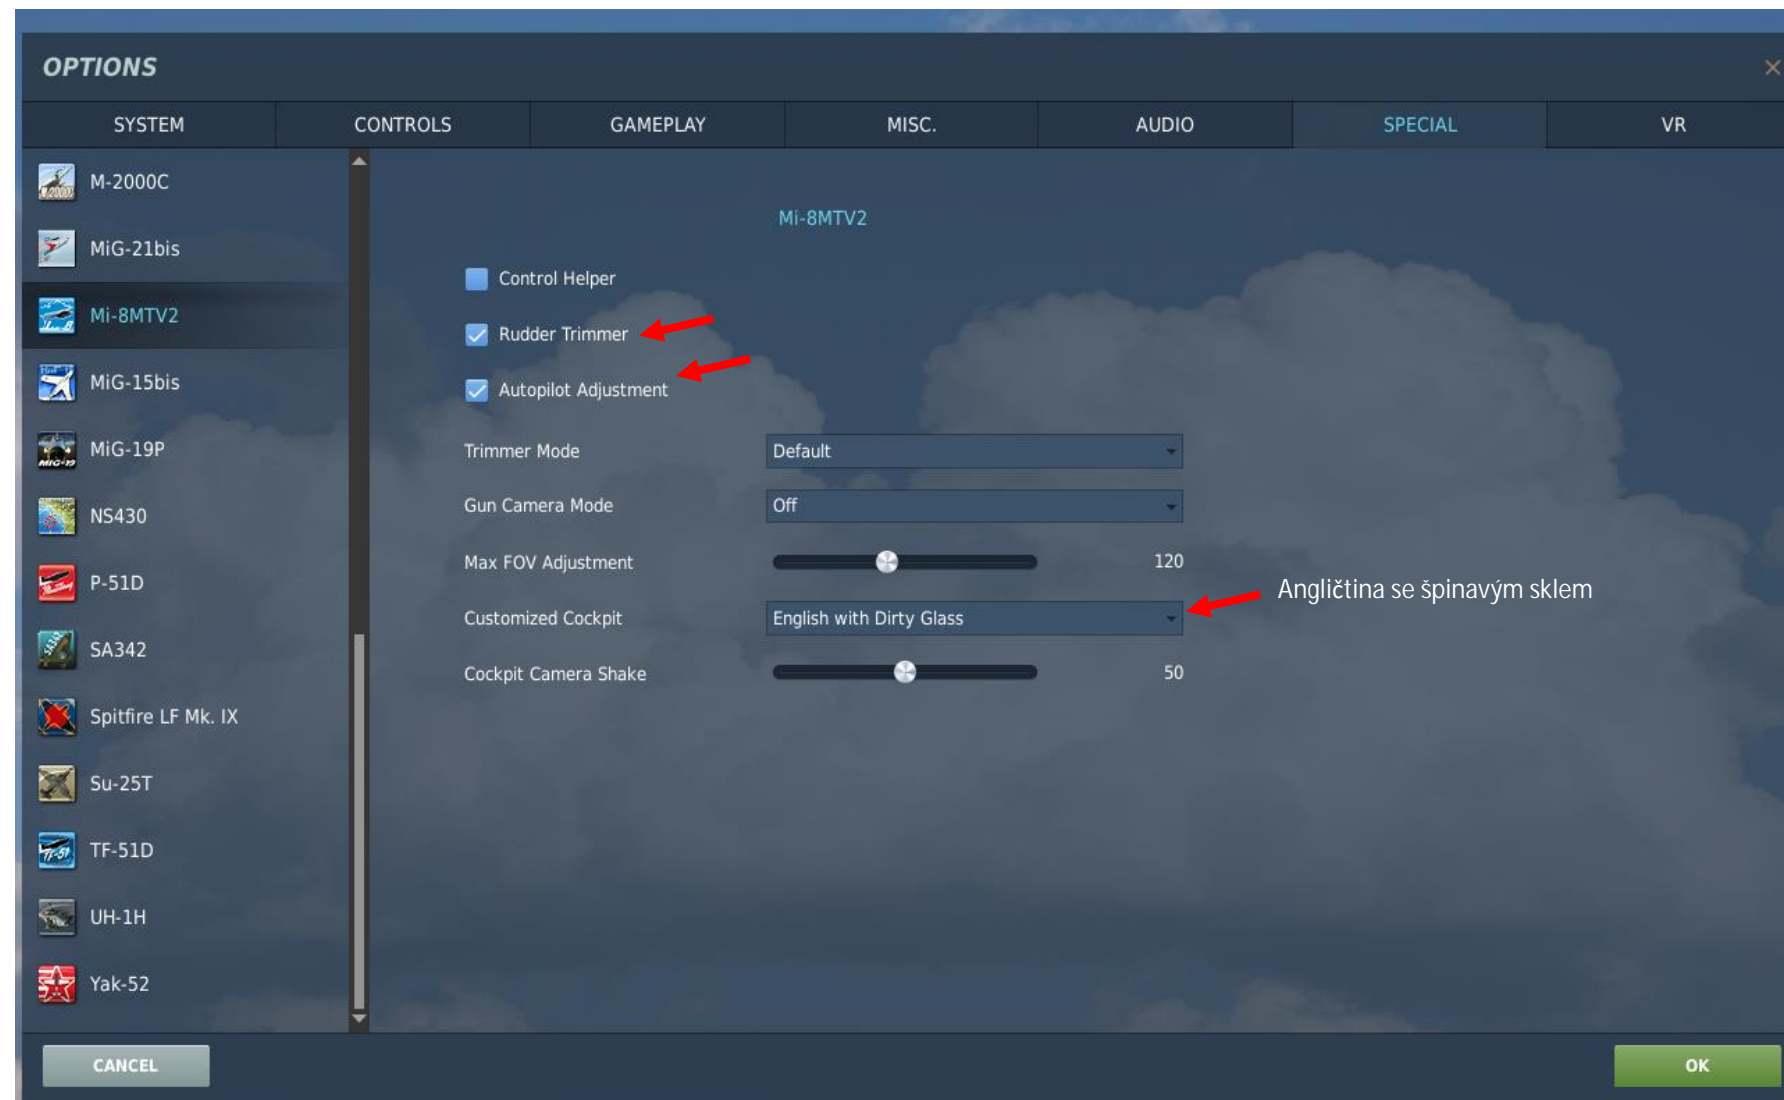 OPTIONS
SYSTEM
CONTROLS
GAMEPLAY
MISC.
AUDIO
SPECIAL
VR
M-2000C
MiG-21bis
Mi-8MTV2
MiG-15bis
MiG-19P
NS430
P-51D
SA342
Spitfire LF Mk. IX
Su-25T
TF-51D
UH-1H
Yak-52
Mi-8MTV2
Control Helper
Rudder Trimmer
Autopilot Adjustment
Trimmer Mode Default
Gun Camera Mode Off
Max FOV Adjustment 120
Customized Cockpit English with Dirty Glass
Angličtina se špinavým sklem
Cockpit Camera Shake 50
CANCEL
OK